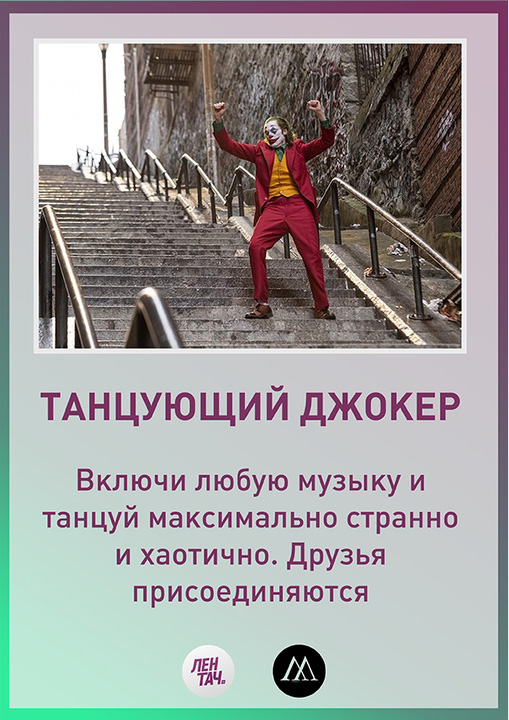 ТАНЦУЮЩИЙ ДЖОКЕР
Включи любую музыку и
танцуй максимально странно
и хаотично. Друзья
присоединяются
ЛЕН
ТАЧ